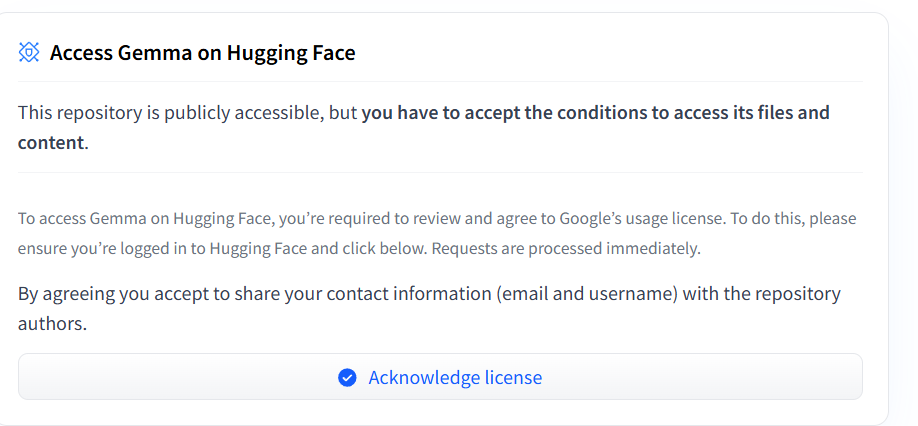 Access Gemma on Hugging Face
This repository is publicly accessible, but you have to accept the conditions to access its files and
content.
To access Gemma on Hugging Face, you’re required to review and agree to Google’s usage license. To do this, please
ensure you’re logged in to Hugging Face and click below. Requests are processed immediately.
By agreeing you accept to share your contact information (email and username) with the repository
authors.
Acknowledge license